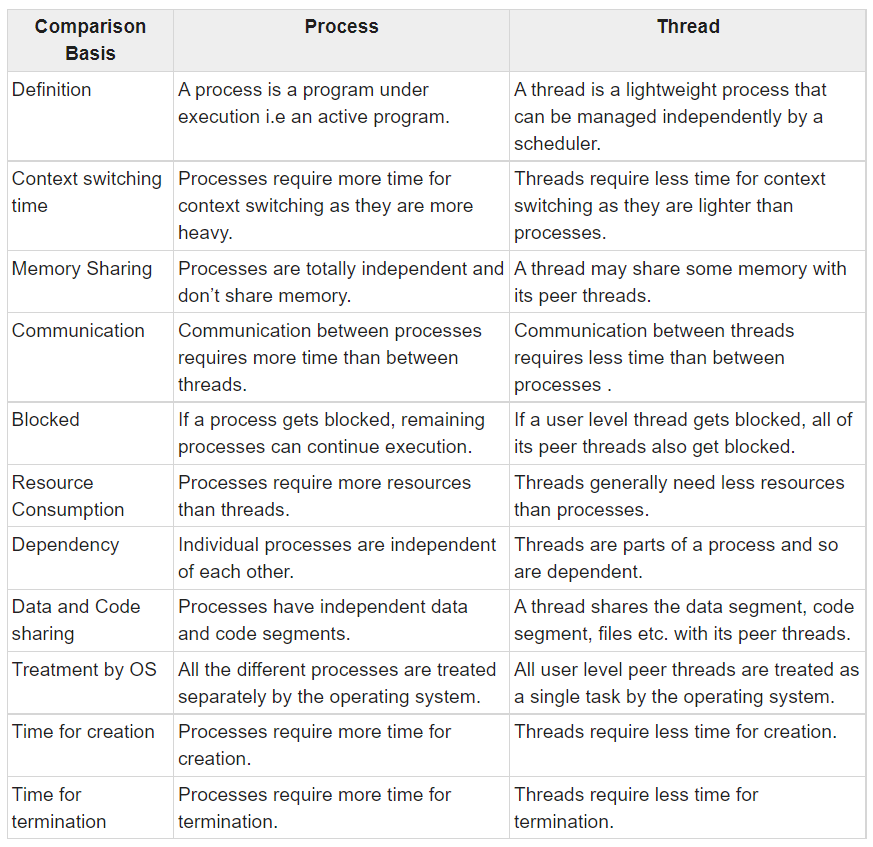 Comparison
Basis
Process
Thread
Definition
A process is a program under
execution i.e an active program.
A thread is a lightweight process that
can be managed independently by a
scheduler.
Context switching
time
Processes require more time for
context switching as they are more
heavy.
Threads require less time for context
switching as they are lighter than
processes.
Memory Sharing
Processes are totally independent and
don’t share memory.
A thread may share some memory with
its peer threads.
Communication
Communication between processes
requires more time than between
threads.
Communication between threads
requires less time than between
processes .
Blocked
If a process gets blocked, remaining
processes can continue execution.
If a user level thread gets blocked, all of
its peer threads also get blocked.
Resource
Consumption
Processes require more resources
than threads.
Threads generally need less resources
than processes.
Dependency
Individual processes are independent
of each other.
Threads are parts of a process and so
are dependent.
Data and Code
sharing
Processes have independent data
and code segments.
A thread shares the data segment, code
segment, files etc. with its peer threads.
Treatment by OS
All the different processes are treated
separately by the operating system.
All user level peer threads are treated as
a single task by the operating system.
Time for creation
Processes require more time for
creation.
Threads require less time for creation.
Time for
termination
Processes require more time for
termination.
Threads require less time for
termination.